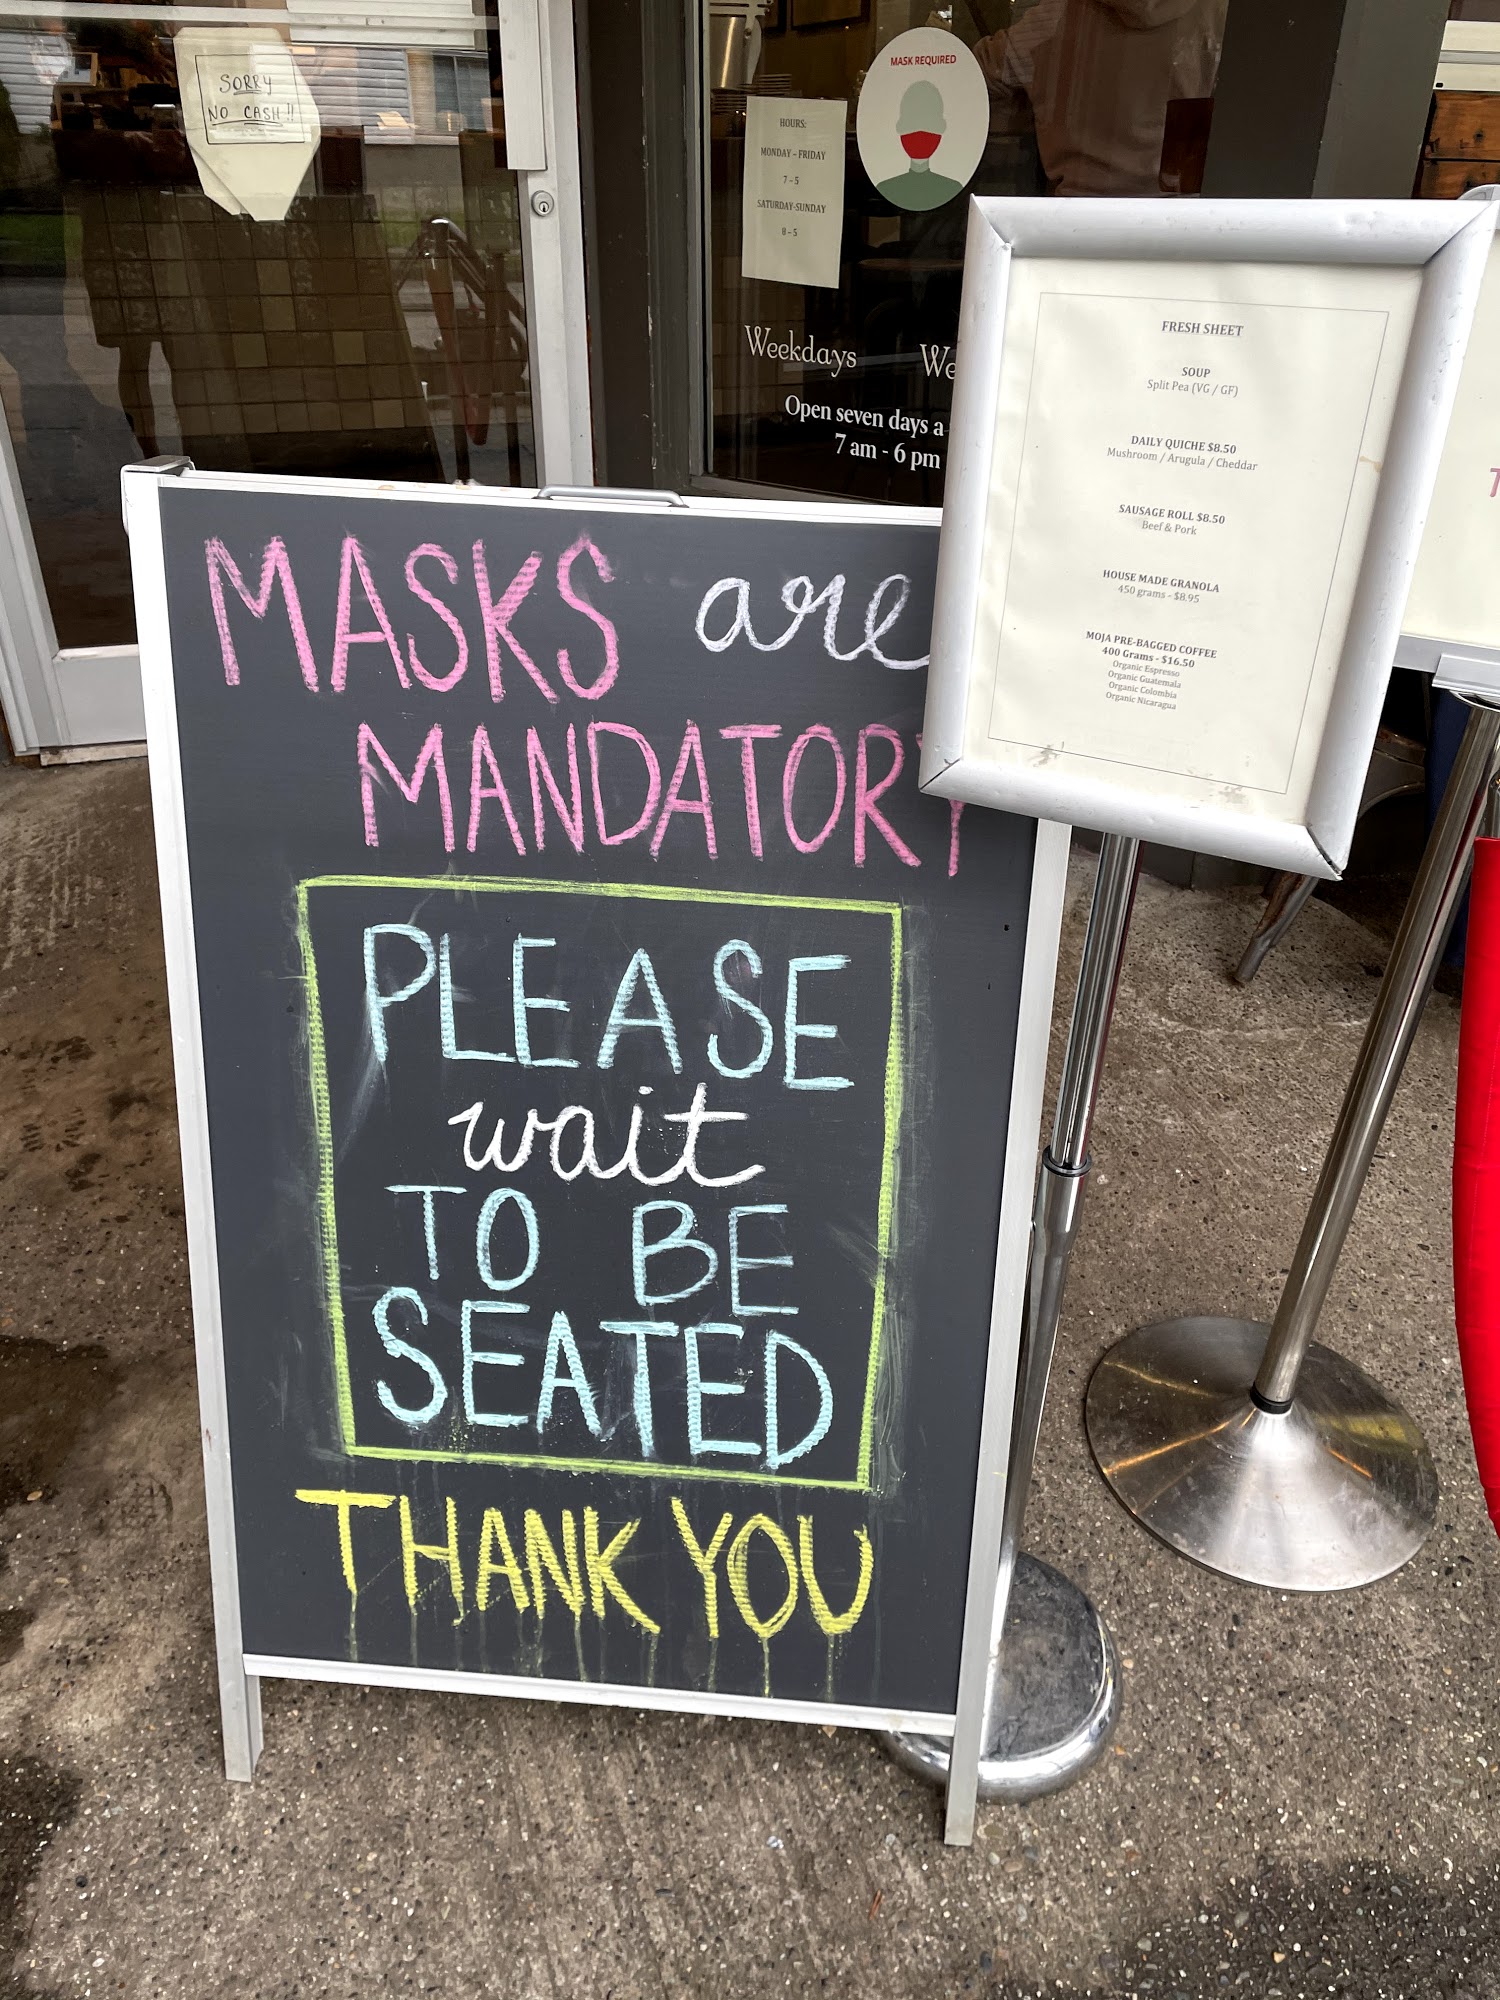 SORRY
NO CASH!!
MASK REQUIRED
HOURS:
MONDAY – FRIDAY
7 – 5
SATURDAY-SUNDAY
8 – 5
Weekdays
We
Open seven days a
7 am - 6 pm
FRESH SHEET
SOUP
Split Pea (VG / GF)
DAILY QUICHE $8.50
Mushroom / Arugula / Cheddar
SAUSAGE ROLL $8.50
Beef & Pork
HOUSE MADE GRANOLA
450 grams - $8.95
MOJA PRE-BAGGED COFFEE
400 Grams - $16.50
Organic Espresso
Organic Guatemala
Organic Colombia
Organic Nicaragua
T
MASKS are
MANDATORY
PLEASE
wait
TO BE
SEATED
THANK YOU